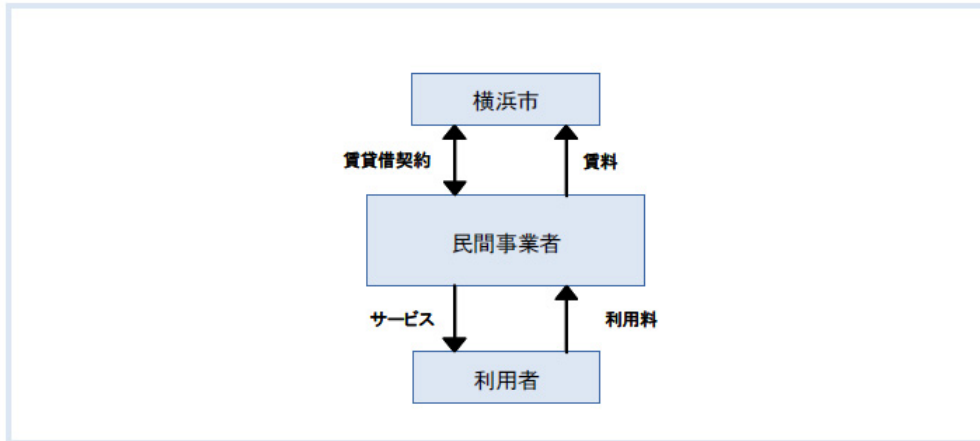 横浜市
賃貸借契約
賃料
民間事業者
サービス
利用料
利用者